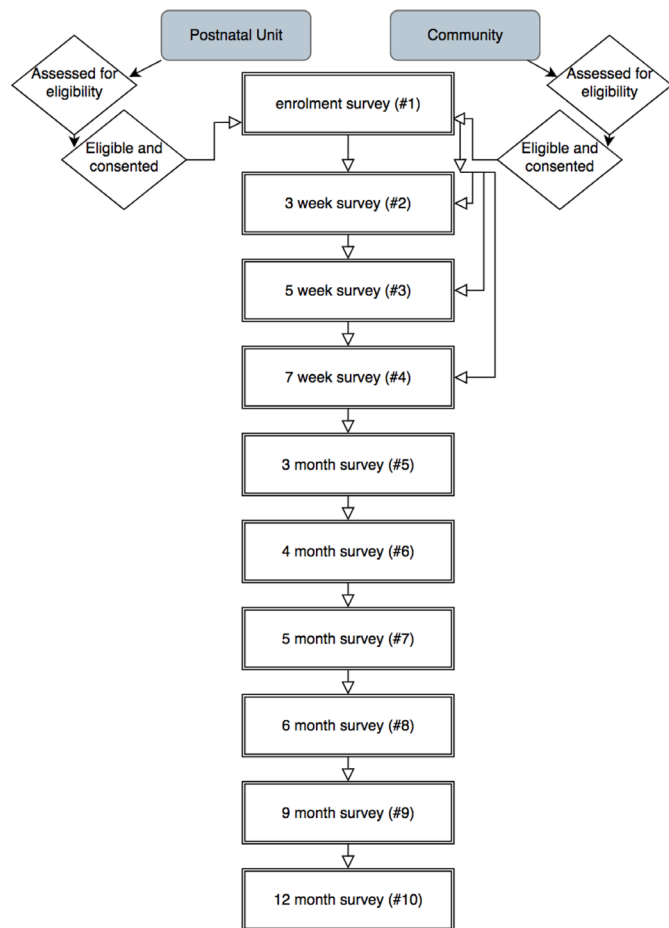 Postnatal Unit
Community
Assessed for
eligibility
Assessed for
eligibility
enrolment survey (#1)
Eligible and
consented
Eligible and
consented
3 week survey (#2)
5 week survey (#3)
7 week survey (#4)
3 month survey (#5)
4 month survey (#6)
5 month survey (#7)
6 month survey (#8)
9 month survey (#9)
12 month survey (#10)